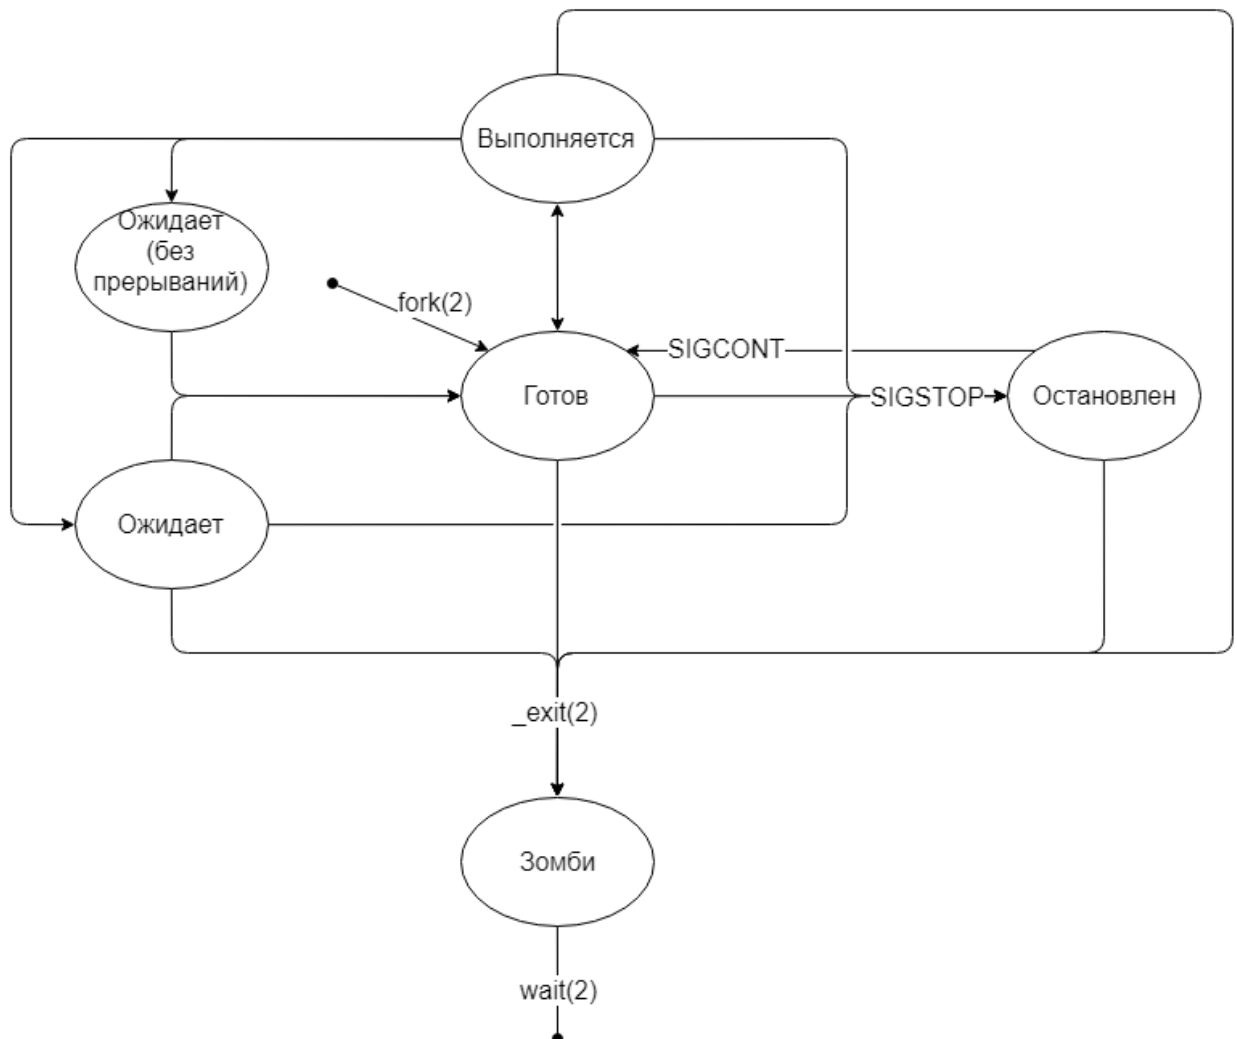 Выполняется
Ожидает
(без
прерываний)
fork(2)
SIGCONT
Готов
SIGSTOP
Остановлен
Ожидает
_exit(2)
Зомби
wait(2)